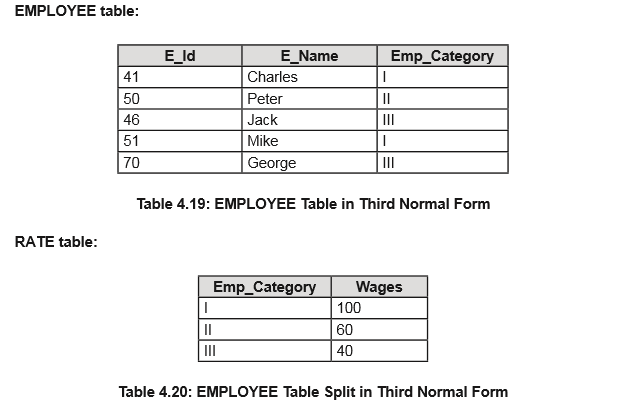 EMPLOYEE table:
E_Id E_Name Emp_Category
41 Charles I
50 Peter II
46 Jack III
51 Mike I
70 George III
Table 4.19: EMPLOYEE Table in Third Normal Form
RATE table:
Emp_Category Wages
I 100
II 60
III 40
Table 4.20: EMPLOYEE Table Split in Third Normal Form